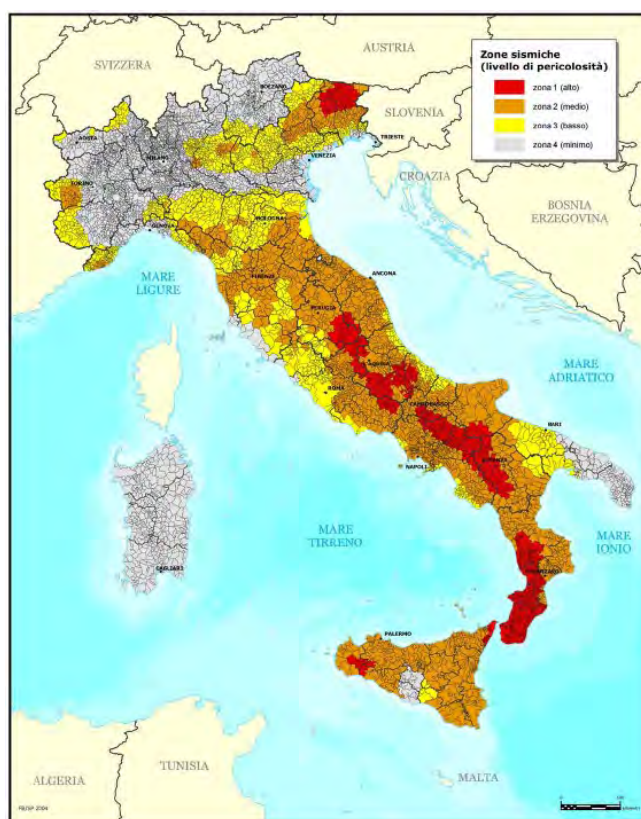 SVIZZERA
AUSTRIA
Zone sismiche
(livello di pericolosità)
zona 1 (alto)
zona 2 (medio)
zona 3 (basso)
zona 4 (minimo)
BOLZANO
SLOVENIA
AOSTA
TRIESTE
MILANO
VENEZIA
CROAZIA
TORINO
BOSNIA
ERZEGOVINA
BOLOGNA
GENOVA
MARE
LIGURE
FIRENZE
ANCONA
PERUGIA
MARE
ADRIATICO
ROMA
CAMPOBASSO
BARI
NAPOLI
POTENZA
MARE
TIRRENO
MARE
IONIO
CAGLIARI
CATANZARO
PALERMO
ALGERIA
TUNISIA
MALTA